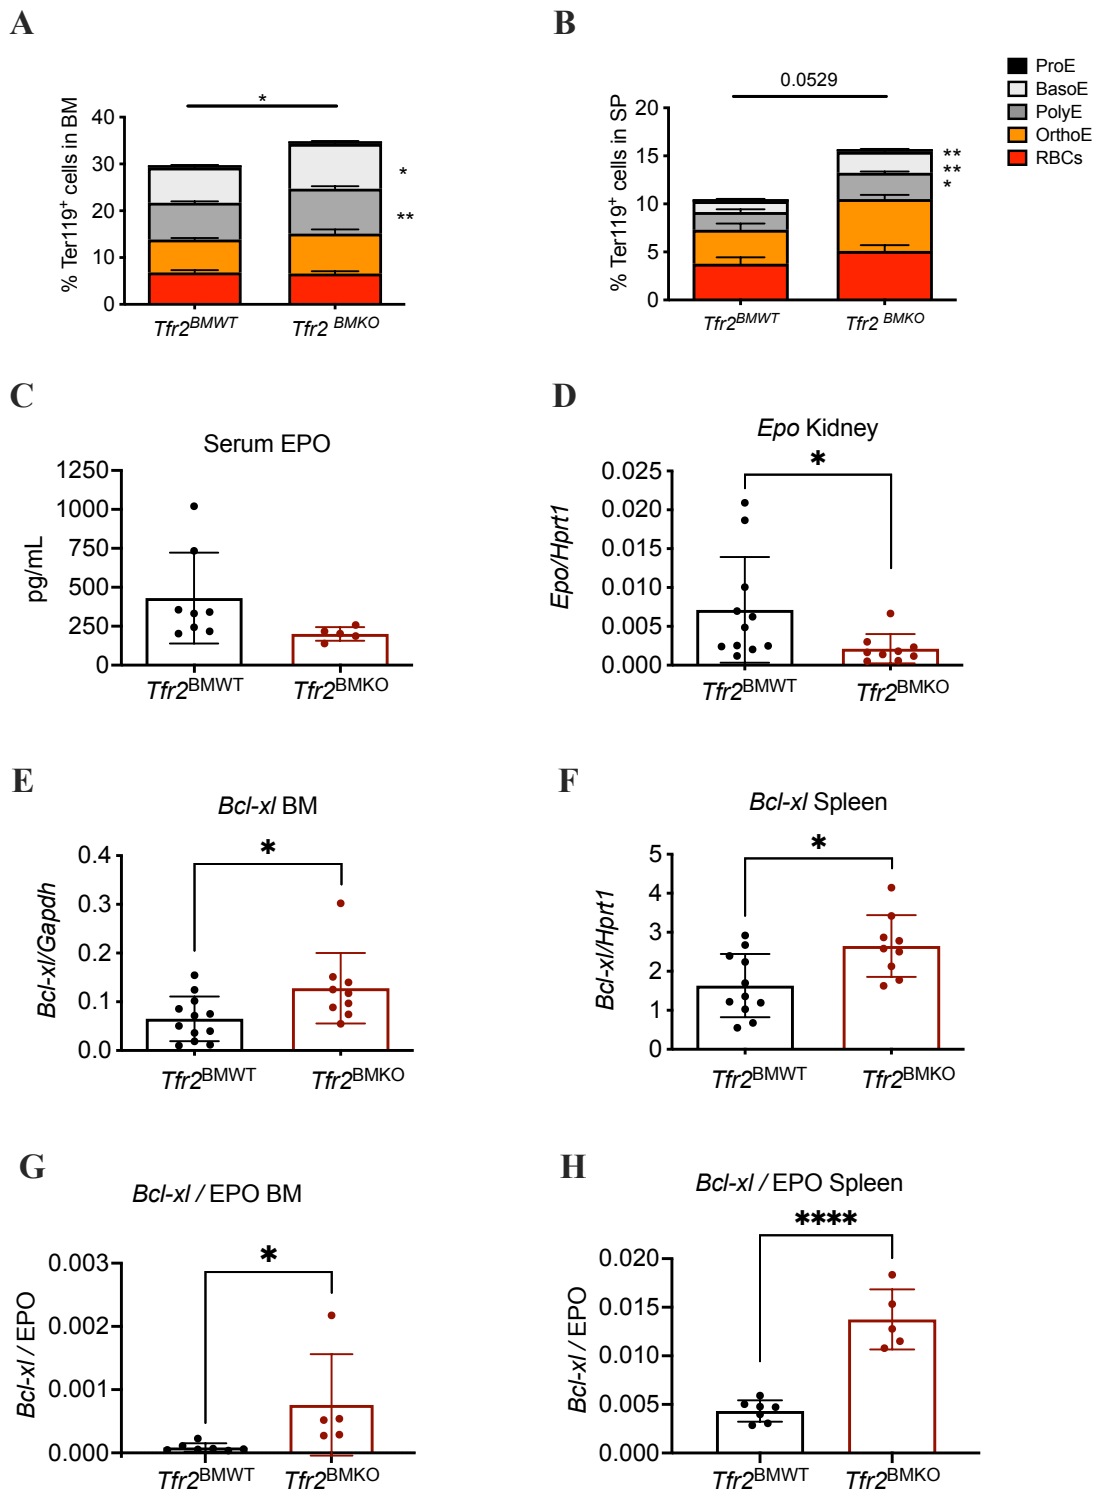 A
B
% Ter119+ cells in BM
40
30
20
10
0
*
*
**
Tfr2BMWT
Tfr2 BMKO
% Ter119+ cells in SP
20
15
10
5
0
0.0529
**
**
*
Tfr2BMWT
Tfr2 BMKO
ProE
BasoE
PolyE
OrthoE
RBCs
C
Serum EPO
pg/mL
1250
1000
750
500
250
0
Tfr2BMWT
Tfr2BMKO
D
Epo Kidney
*
Epo/Hprt1
0.025
0.020
0.015
0.010
0.005
0.000
Tfr2BMWT
Tfr2BMKO
E
Bcl-xl BM
*
Bcl-xl/Gapdh
0.4
0.3
0.2
0.1
0.0
Tfr2BMWT
Tfr2BMKO
F
Bcl-xl Spleen
*
Bcl-xl/Hprt1
5
4
3
2
1
0
Tfr2BMWT
Tfr2BMKO
G
Bcl-xl / EPO BM
*
Bcl-xl / EPO
0.003
0.002
0.001
0.000
Tfr2BMWT
Tfr2BMKO
H
Bcl-xl / EPO Spleen
****
Bcl-xl / EPO
0.020
0.015
0.010
0.005
0.000
Tfr2BMWT
Tfr2BMKO